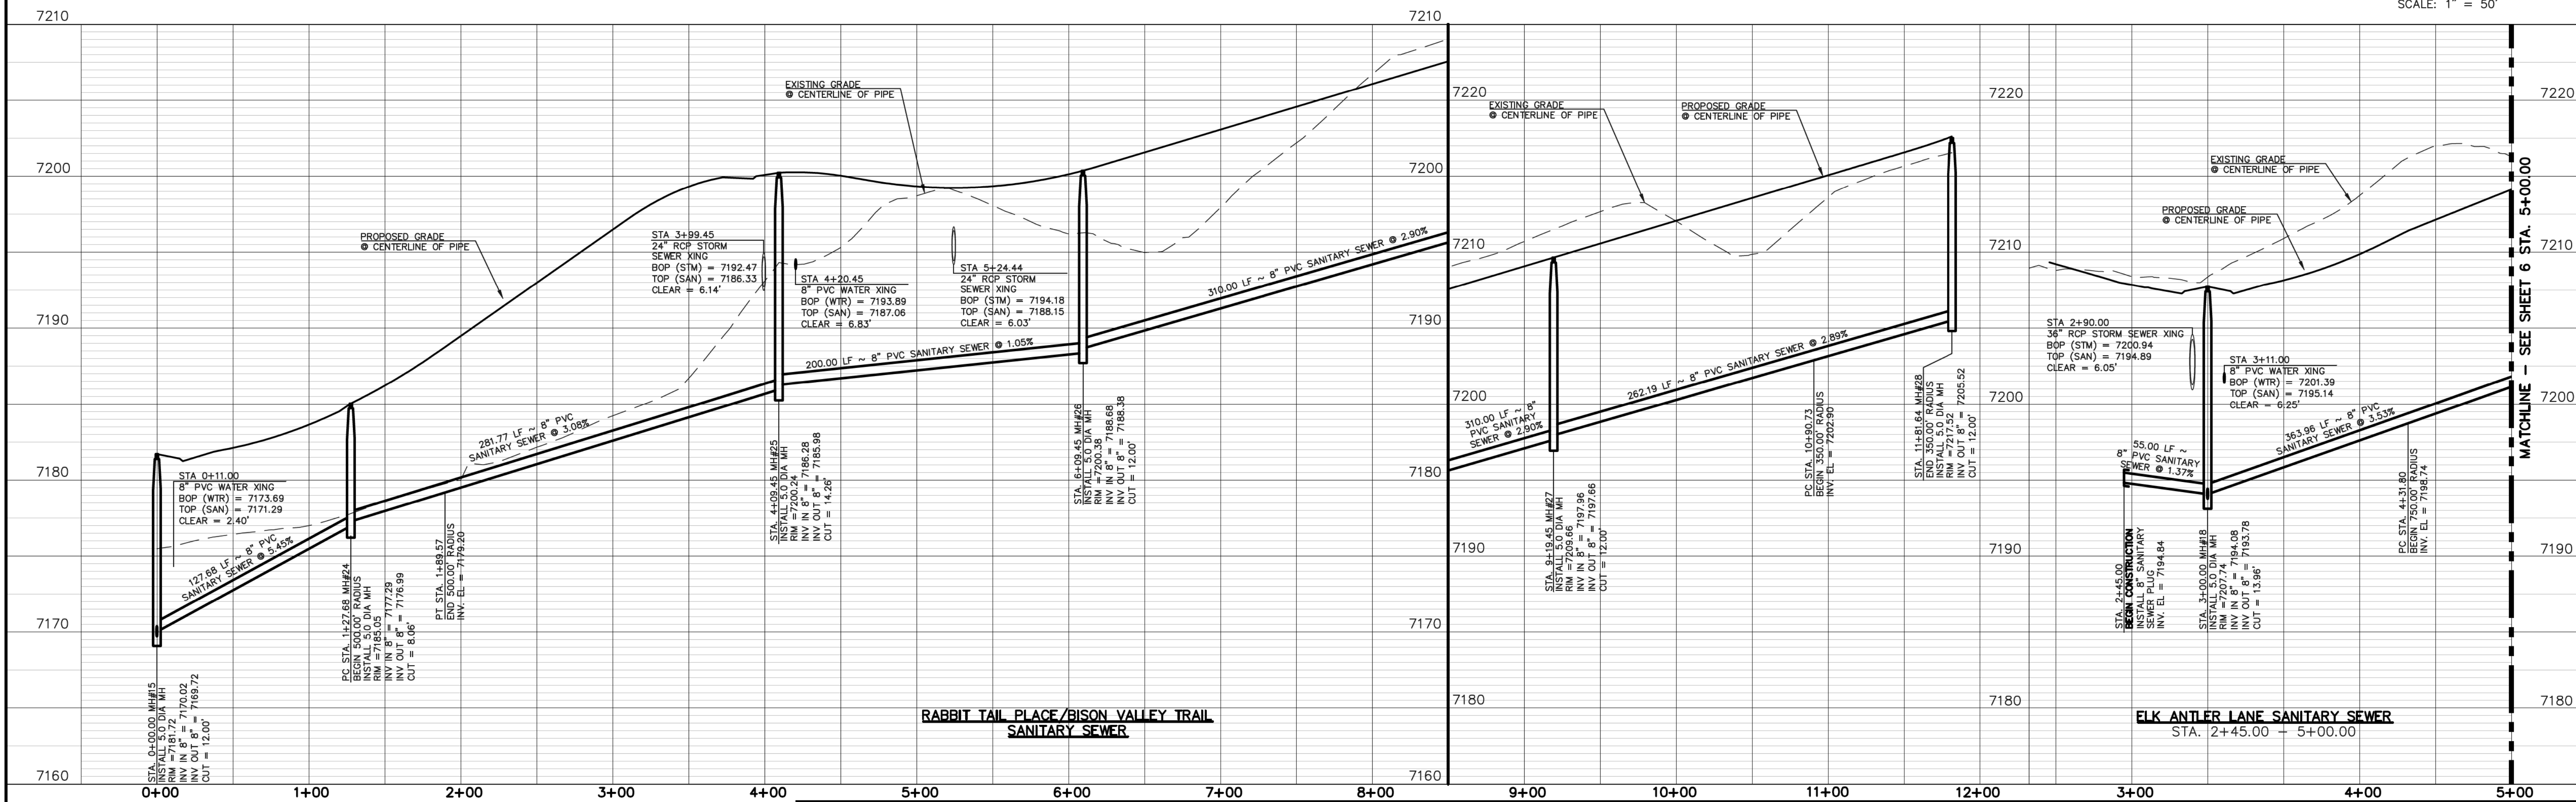 SCALE: 1" = 50'
7210
7200
7190
7180
7170
7160
7210
7200
7190
7180
7170
7160
7220
7210
7200
7190
7180
7220
7210
7200
7190
7180
7220
7210
7200
7190
7180
EXISTING GRADE
@ CENTERLINE OF PIPE
PROPOSED GRADE
@ CENTERLINE OF PIPE
STA 0+11.00
8" PVC WATER XING
BOP (WTR) = 7173.69
TOP (SAN) = 7171.29
CLEAR = 2.40'
127.68 LF ~ 8" PVC
SANITARY SEWER @ 5.45%
STA. 0+00.00 MH#15
INSTALL 5.0 DIA MH
RIM =7181.72
INV IN 8" = 7170.02
INV OUT 8" = 7169.72
CUT = 12.00'
PC STA. 1+27.68 MH#24
BEGIN 500.00' RADIUS
INSTALL 5.0 DIA MH
RIM =7185.05
INV IN 8" = 7177.29
INV OUT 8" = 7176.99
CUT = 8.06'
PT STA. 1+89.57
END 500.00' RADIUS
INV. EL = 7179.20
281.77 LF ~ 8" PVC
SANITARY SEWER @ 3.08%
STA 3+99.45
24" RCP STORM
SEWER XING
BOP (STM) = 7192.47
TOP (SAN) = 7186.33
CLEAR = 6.14'
STA 4+20.45
8" PVC WATER XING
BOP (WTR) = 7193.89
TOP (SAN) = 7187.06
CLEAR = 6.83'
STA. 4+09.45 MH#25
INSTALL 5.0 DIA MH
RIM =7200.24
INV IN 8" = 7186.28
INV OUT 8" = 7185.98
CUT = 14.26'
STA 5+24.44
24" RCP STORM
SEWER XING
BOP (STM) = 7194.18
TOP (SAN) = 7188.15
CLEAR = 6.03'
200.00 LF ~ 8" PVC SANITARY SEWER @ 1.05%
STA. 6+09.45 MH#26
INSTALL 5.0 DIA MH
RIM =7200.38
INV IN 8" = 7188.68
INV OUT 8" = 7188.38
CUT = 12.00'
310.00 LF ~ 8" PVC SANITARY SEWER @ 2.90%
RABBIT TAIL PLACE/BISON VALLEY TRAIL
SANITARY SEWER
EXISTING GRADE
@ CENTERLINE OF PIPE
PROPOSED GRADE
@ CENTERLINE OF PIPE
310.00 LF ~ 8"
PVC SANITARY
SEWER @ 2.90%
STA. 9+19.45 MH#27
INSTALL 5.0 DIA MH
RIM =7209.66
INV IN 8" = 7197.96
INV OUT 8" = 7197.66
CUT = 12.00'
262.19 LF ~ 8" PVC SANITARY SEWER @ 2.89%
PC STA. 10+90.73
BEGIN 350.00' RADIUS
INV. EL = 7202.90'
STA. 11+81.64 MH#28
END 350.00' RADIUS
INSTALL 5.0 DIA MH
RIM =7217.52
INV OUT 8" = 7205.52
CUT = 12.00'
EXISTING GRADE
@ CENTERLINE OF PIPE
PROPOSED GRADE
@ CENTERLINE OF PIPE
STA 2+90.00
36" RCP STORM SEWER XING
BOP (STM) = 7200.94
TOP (SAN) = 7194.89
CLEAR = 6.05'
STA 3+11.00
8" PVC WATER XING
BOP (WTR) = 7201.39
TOP (SAN) = 7195.14
CLEAR = 6.25'
55.00 LF ~
8" PVC SANITARY
SEWER @ 1.37%
363.96 LF ~ 8" PVC
SANITARY SEWER @ 3.53%
STA. 2+45.00
BEGIN CONSTRUCTION
INSTALL 8" SANITARY
SEWER PLUG
INV. EL = 7194.84
STA. 3+00.00 MH#18
INSTALL 5.0 DIA MH
RIM =7207.74
INV IN 8" = 7194.08
INV OUT 8" = 7193.78
CUT = 13.96'
PC STA. 4+31.80
BEGIN 750.00' RADIUS
INV. EL = 7198.74
ELK ANTLER LANE SANITARY SEWER
STA. 2+45.00 - 5+00.00
MATCHLINE - SEE SHEET 6 STA. 5+00.00
0+00
1+00
2+00
3+00
4+00
5+00
6+00
7+00
8+00
9+00
10+00
11+00
12+00
3+00
4+00
5+00